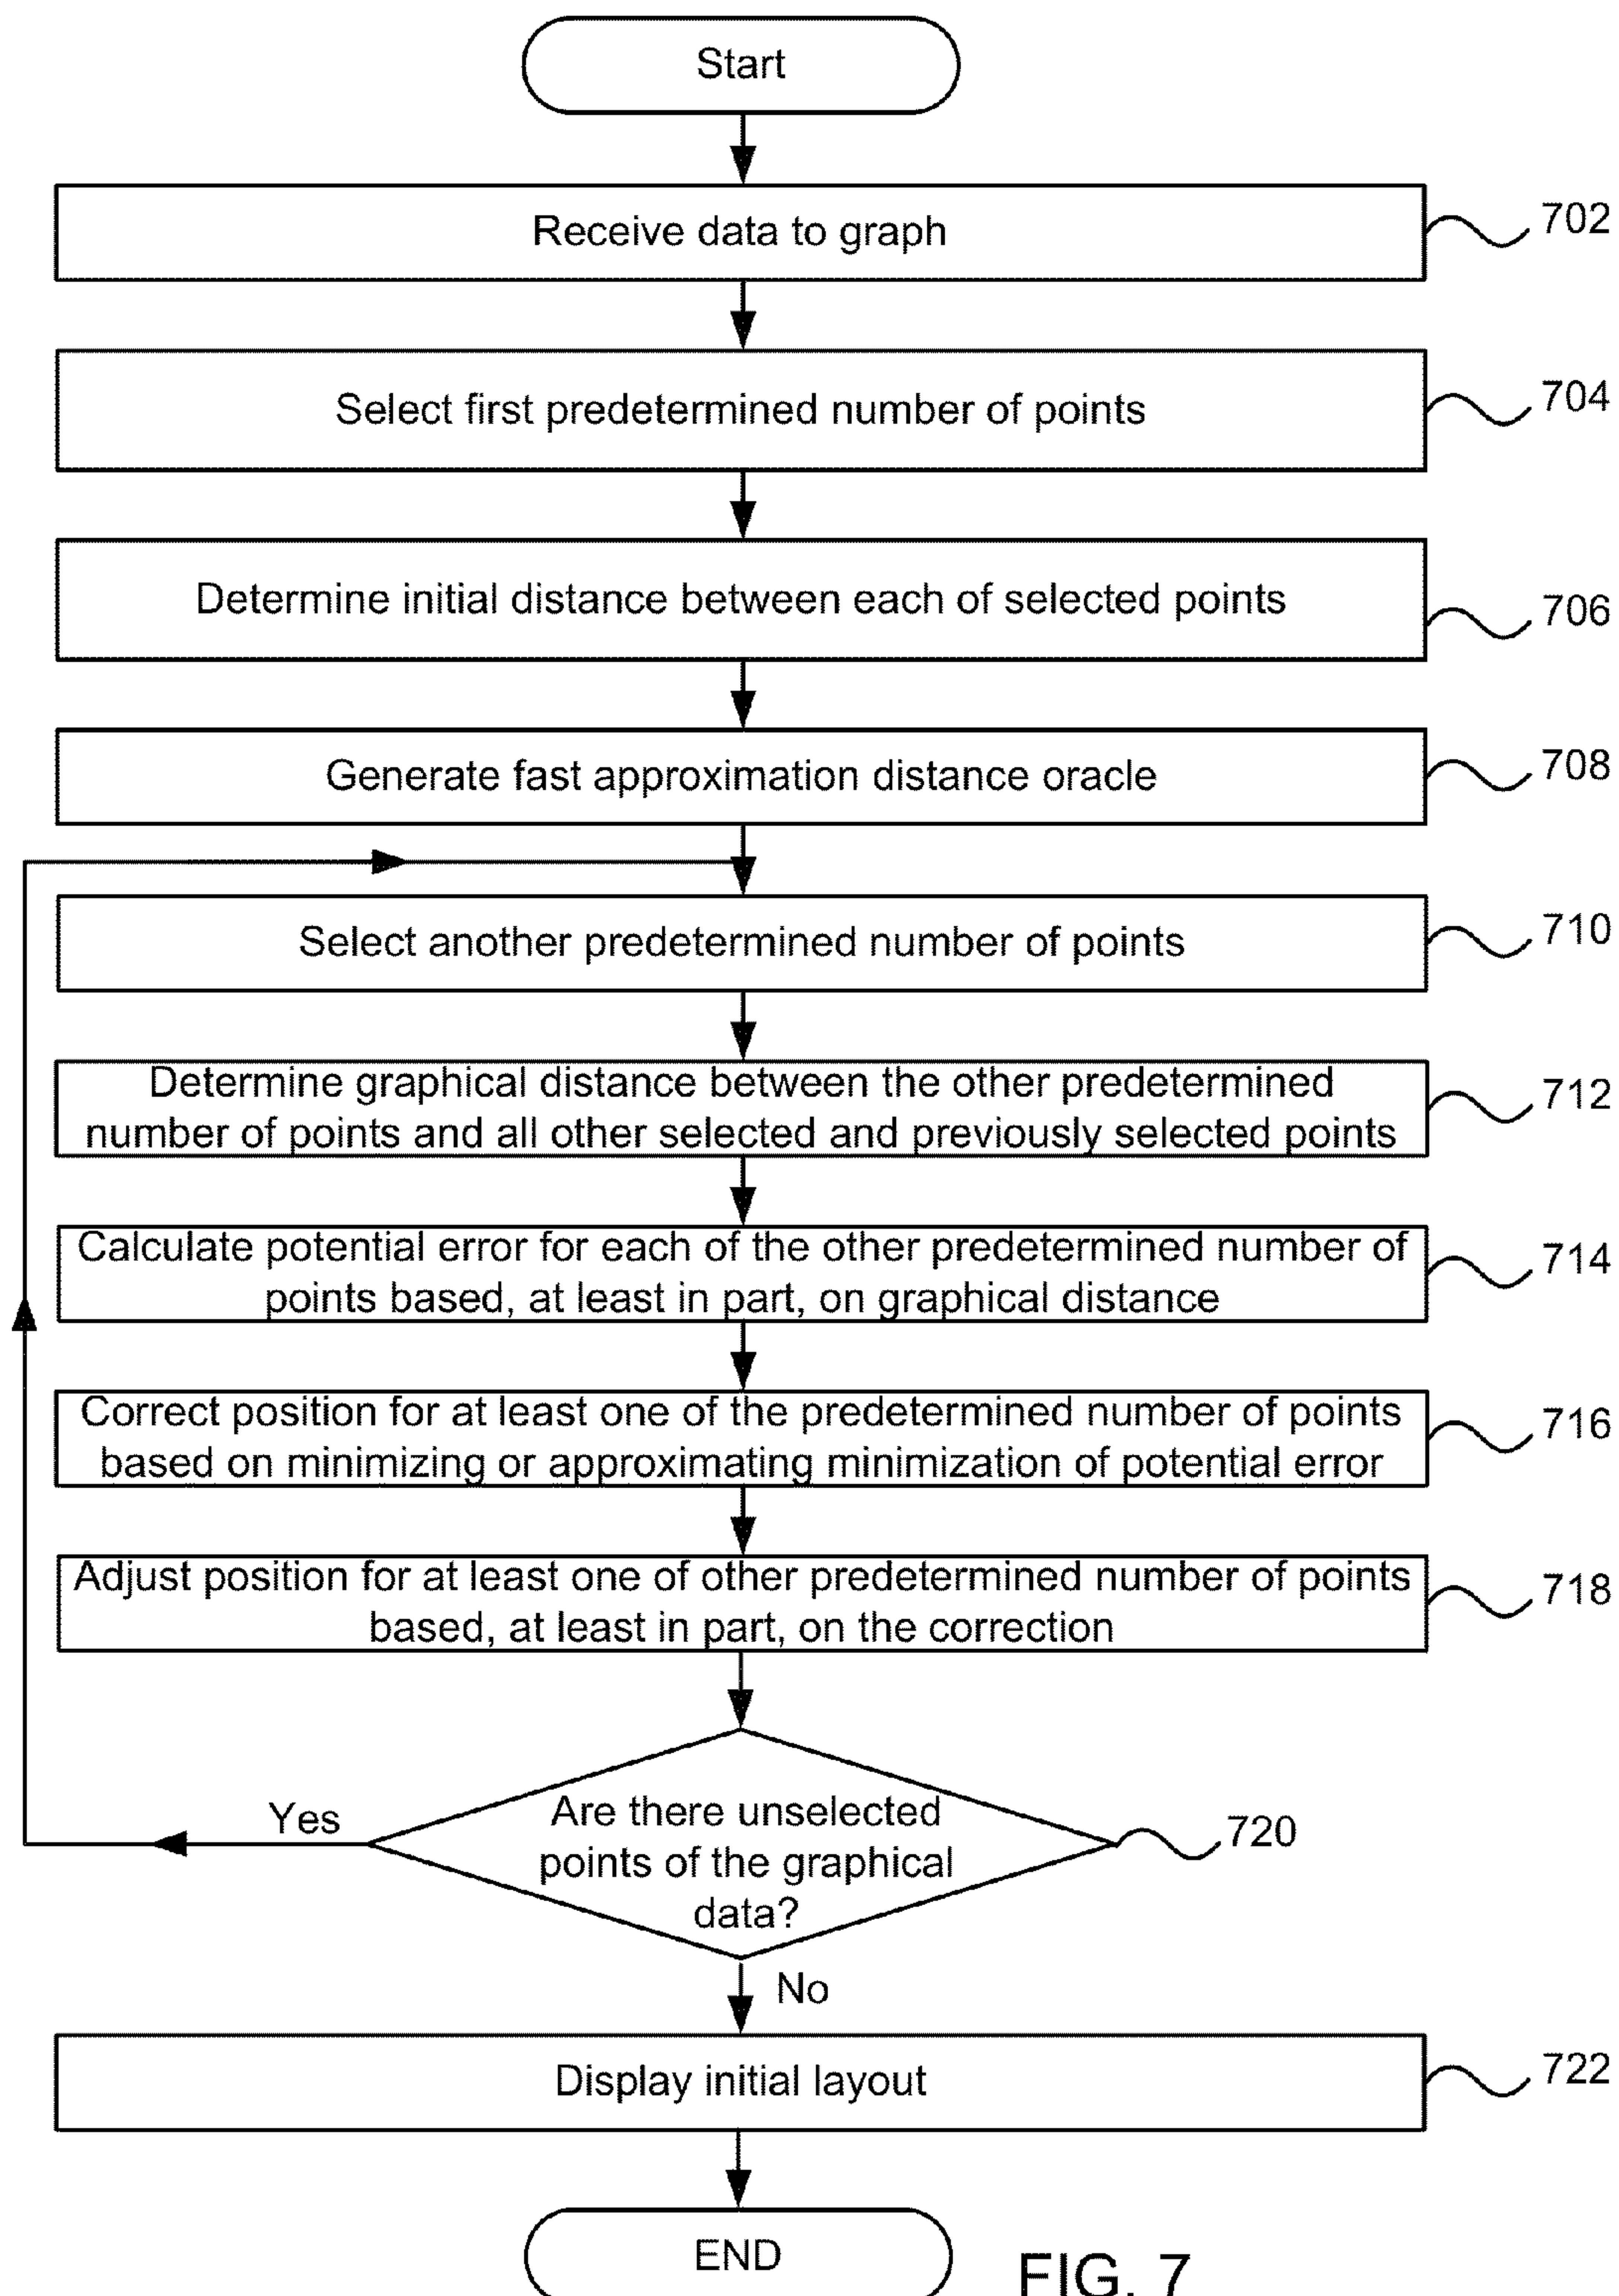 Start
Receive data to graph
702
Select first predetermined number of points
704
Determine initial distance between each of selected points
706
Generate fast approximation distance oracle
708
Select another predetermined number of points
710
Determine graphical distance between the other predetermined
number of points and all other selected and previously selected points
712
Calculate potential error for each of the other predetermined number of
points based, at least in part, on graphical distance
714
Correct position for at least one of the predetermined number of points
based on minimizing or approximating minimization of potential error
716
Adjust position for at least one of other predetermined number of points
based, at least in part, on the correction
718
Yes
Are there unselected
points of the graphical
data?
720
No
Display initial layout
722
END
FIG. 7